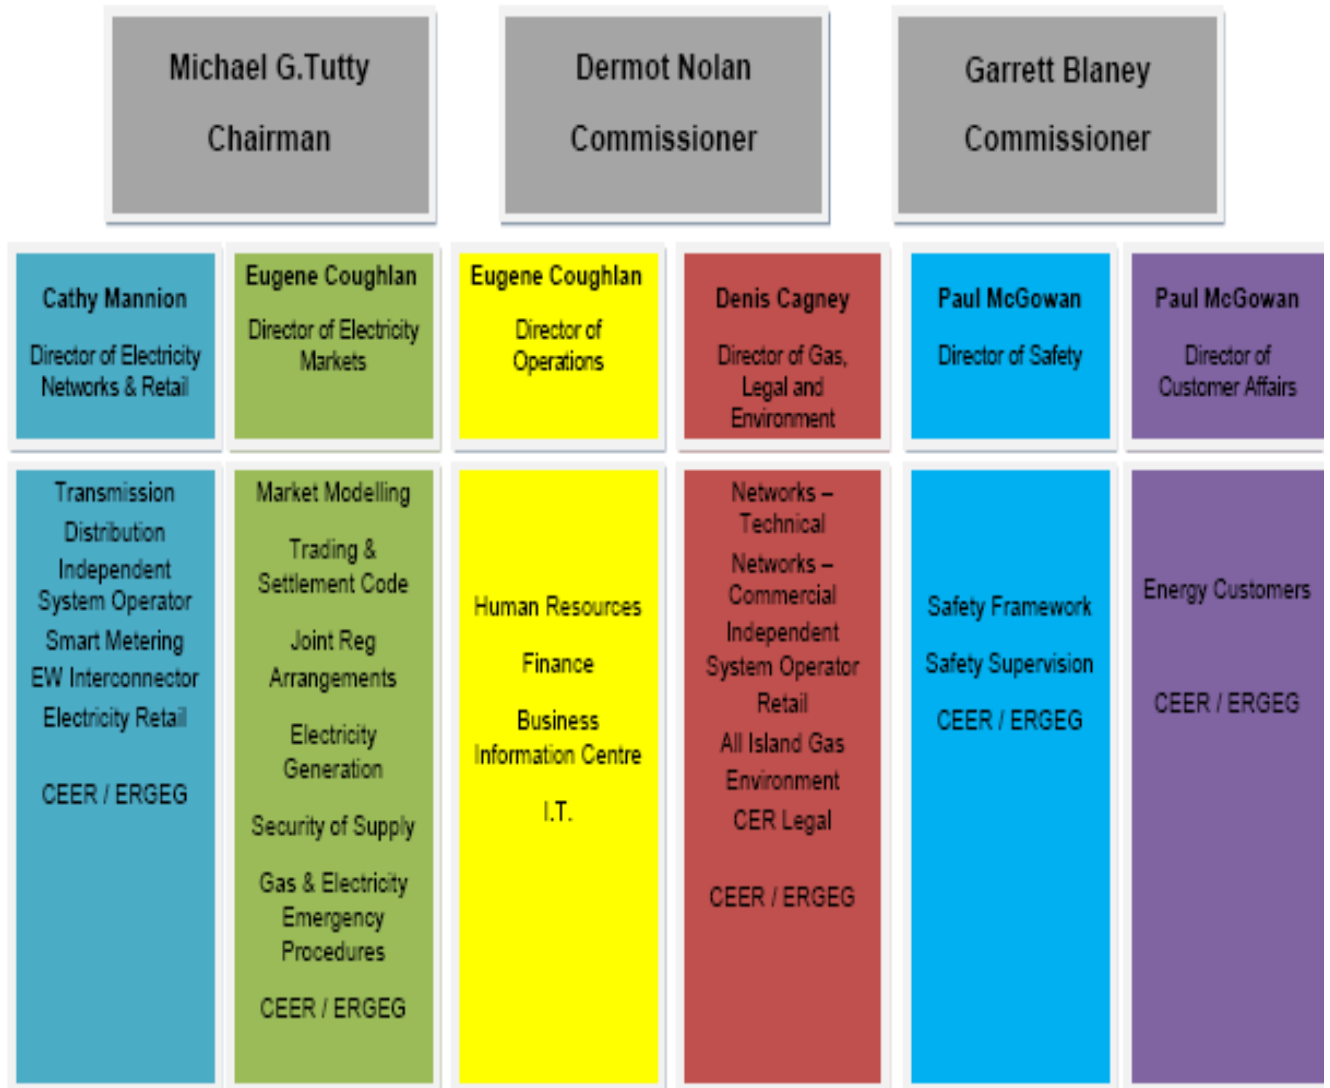 Michael G.Tutty
Chairman
Dermot Nolan
Commissioner
Garrett Blaney
Commissioner
Cathy Mannion
Director of Electricity
Networks & Retail
Eugene Coughlan
Director of Electricity
Markets
Eugene Coughlan
Director of
Operations
Denis Cagney
Director of Gas,
Legal and
Environment
Paul McGowan
Director of Safety
Paul McGowan
Director of
Customer Affairs
Transmission
Distribution
Independent
System Operator
Smart Metering
EW Interconnector
Electricity Retail
CEER / ERGEG
Market Modelling
Trading &
Settlement Code
Joint Reg
Arrangements
Electricity
Generation
Security of Supply
Gas & Electricity
Emergency
Procedures
CEER / ERGEG
Human Resources
Finance
Business
Information Centre
I.T.
Networks –
Technical
Networks –
Commercial
Independent
System Operator
Retail
All Island Gas
Environment
CER Legal
CEER / ERGEG
Safety Framework
Safety Supervision
CEER / ERGEG
Energy Customers
CEER / ERGEG